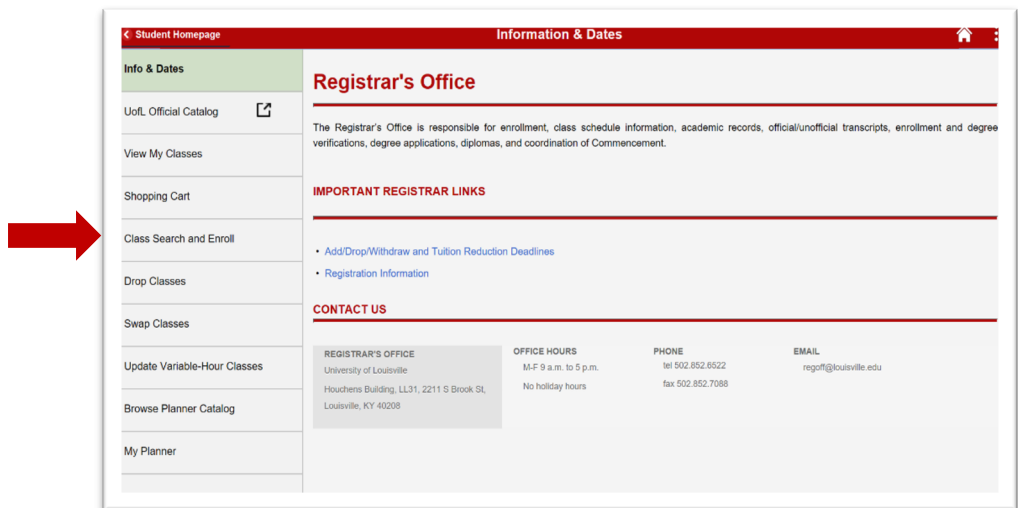 Student Homepage
Information & Dates
Info & Dates
UofL Official Catalog
View My Classes
Shopping Cart
Class Search and Enroll
Drop Classes
Swap Classes
Update Variable-Hour Classes
Browse Planner Catalog
My Planner
Registrar's Office
The Registrar's Office is responsible for enrollment, class schedule information, academic records, official/unofficial transcripts, enrollment and degree
verifications, degree applications, diplomas, and coordination of Commencement.
IMPORTANT REGISTRAR LINKS
• Add/Drop/Withdraw and Tuition Reduction Deadlines
• Registration Information
CONTACT US
REGISTRAR'S OFFICE
University of Louisville
Houchens Building, LL31, 2211 S Brook St,
Louisville, KY 40208
OFFICE HOURS
M-F 9 a.m. to 5 p.m.
No holiday hours
PHONE
tel 502.852.6522
fax 502.852.7088
EMAIL
regoff@louisville.edu